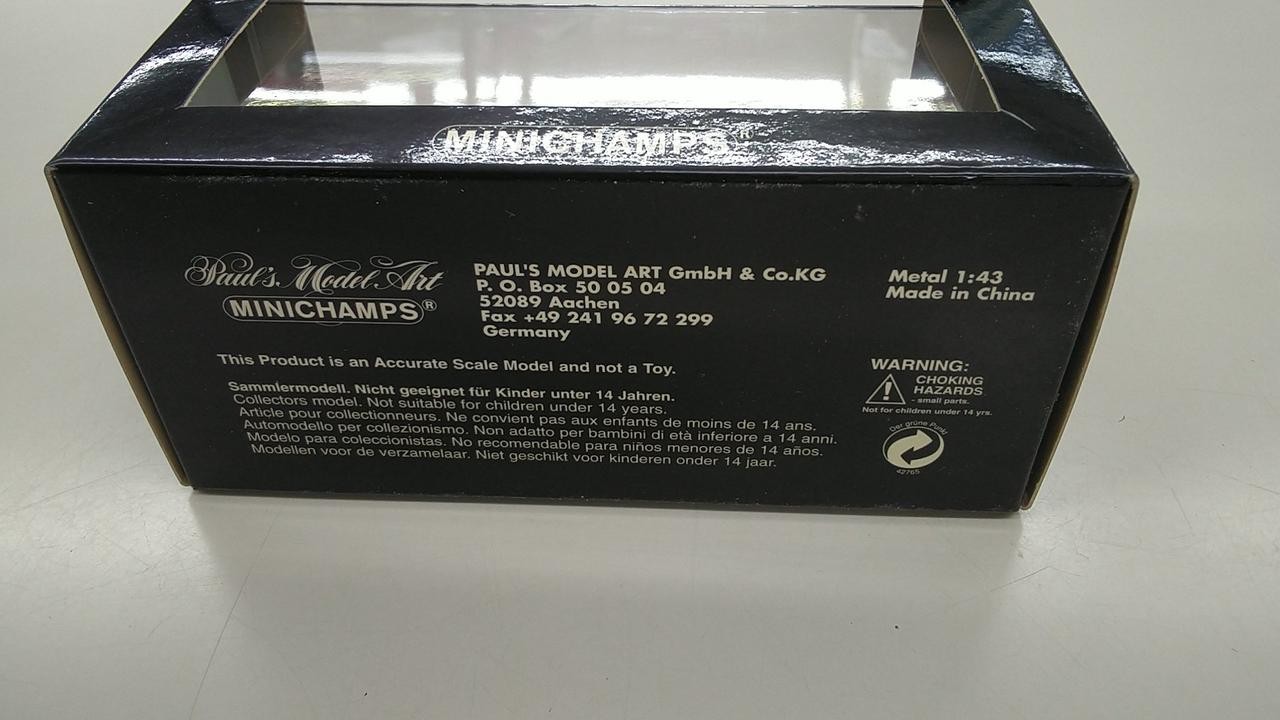 MINICHAMPS®
Paul's Model Art
MINICHAMPS®
PAUL'S MODEL ART GmbH & Co.KG
P. O. Box 50 05 04
52089 Aachen
Fax +49 241 96 72 299
Germany
Metal 1:43
Made in China
This Product is an Accurate Scale Model and not a Toy.
Sammlermodell. Nicht geeignet für Kinder unter 14 Jahren.
Collectors model. Not suitable for children under 14 years.
Article pour collectionneurs. Ne convient pas aux enfants de moins de 14 ans.
Automodello per collezionismo. Non adatto per bambini di età inferiore a 14 anni.
Modelo para coleccionistas. No recomendable para niños menores de 14 años.
Modellen voor de verzamelaar. Niet geschikt voor kinderen onder 14 jaar.
WARNING:
CHOKING
HAZARDS
- small parts.
Not for children under 14 yrs.
Der grüne Punkt
42765